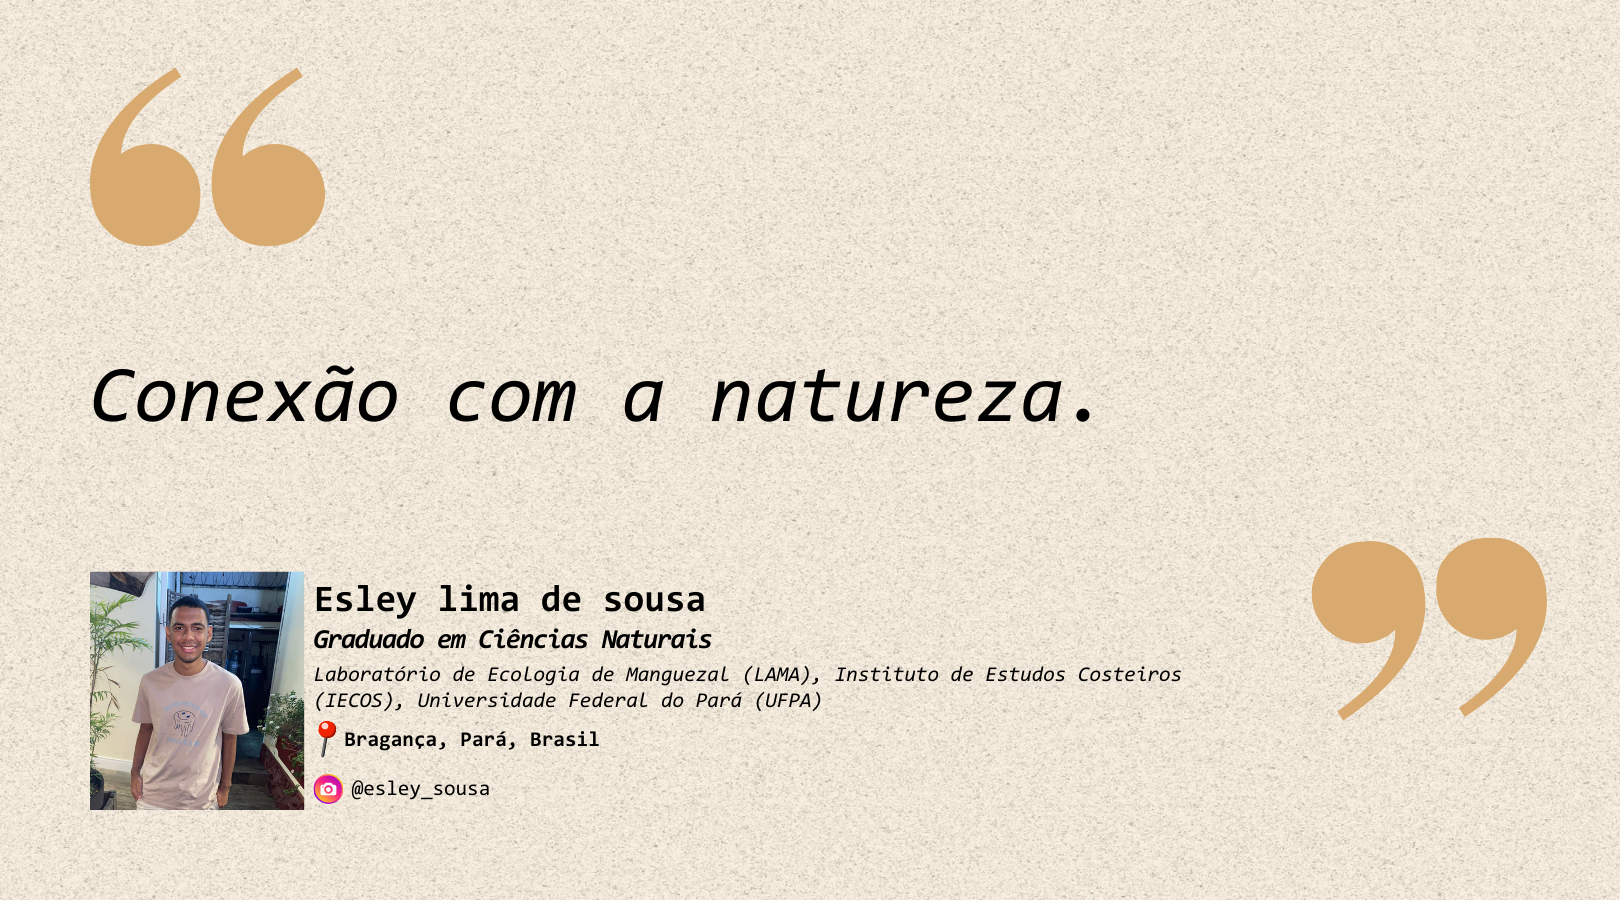 “
Conexão com a natureza.
”
Esley lima de sousa
Graduado em Ciências Naturais
Laboratório de Ecologia de Manguezal (LAMA), Instituto de Estudos Costeiros
(IECOS), Universidade Federal do Pará (UFPA)
Bragança, Pará, Brasil
@esley_sousa